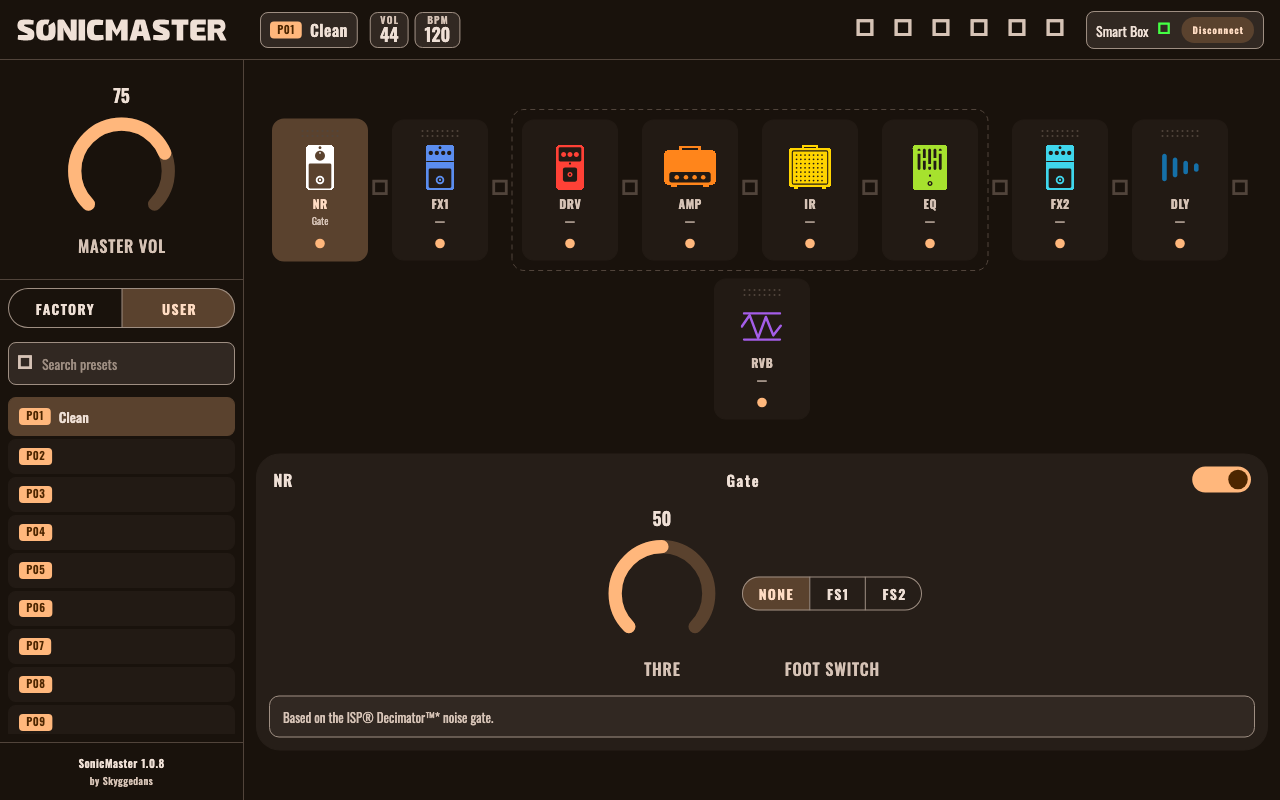 SONICMASTER
P01 Clean
VOL 44
BPM 120
Smart Box Disconnect
75
MASTER VOL
FACTORY USER
Search presets
P01 Clean
P02
P03
P04
P05
P06
P07
P08
P09
SonicMaster 1.0.8
by Skyggedans
NR
Gate
FX1
—
DRV
—
AMP
—
IR
—
EQ
—
FX2
—
DLY
—
RVB
—
NR Gate
50
THRE
NONE FS1 FS2
FOOT SWITCH
Based on the ISP® Decimator™* noise gate.